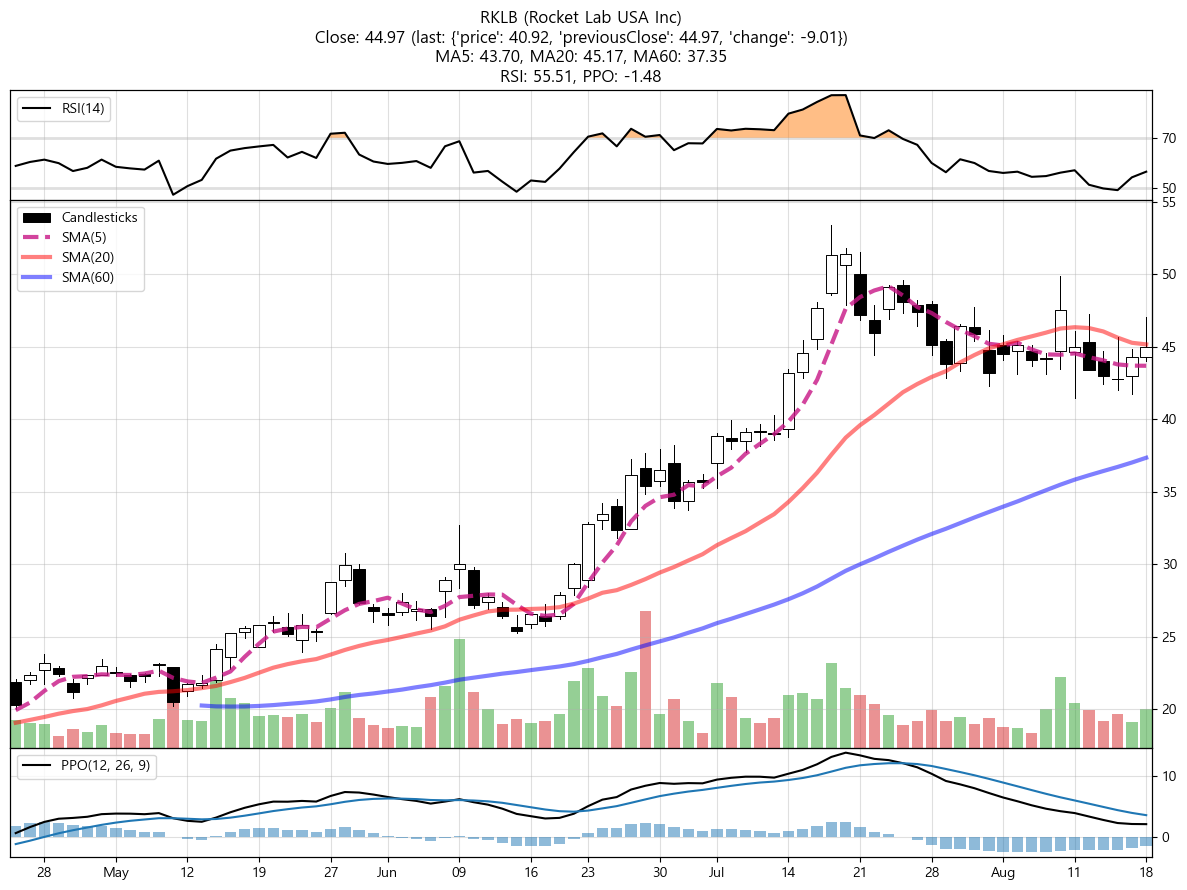 RKLB (Rocket Lab USA Inc)
Close: 44.97 (last: {'price': 40.92, 'previousClose': 44.97, 'change': -9.01})
MA5: 43.70, MA20: 45.17, MA60: 37.35
RSI: 55.51, PPO: -1.48
RSI(14)
70
50
55
Candlesticks
SMA(5)
SMA(20)
SMA(60)
50
45
40
35
30
25
20
PPO(12, 26, 9)
10
0
28 May 12 19 27 Jun 09 16 23 30 Jul 14 21 28 Aug 11 18